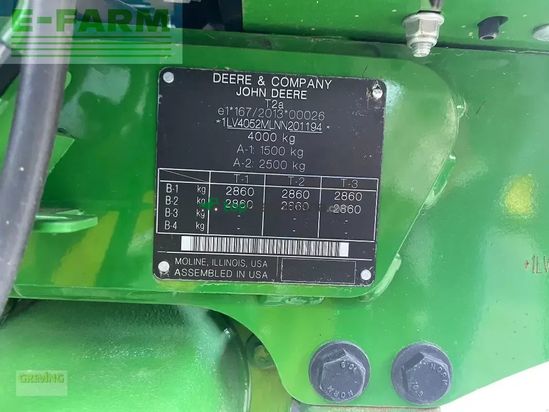 E-FARM
DEERE & COMPANY
JOHN DEERE
T2a
e1*167/2013*00026
*1LV4052MLNN201194*
4000 kg
A-1: 1500 kg
A-2: 2500 kg
T-1 T-2 T-3
B-1 kg 2860 2860 2860
B-2 kg 2860 2860 2860
B-3 kg - - -
B-4 kg - - -
MOLINE, ILLINOIS, USA
ASSEMBLED IN USA
*1LV
GREVING